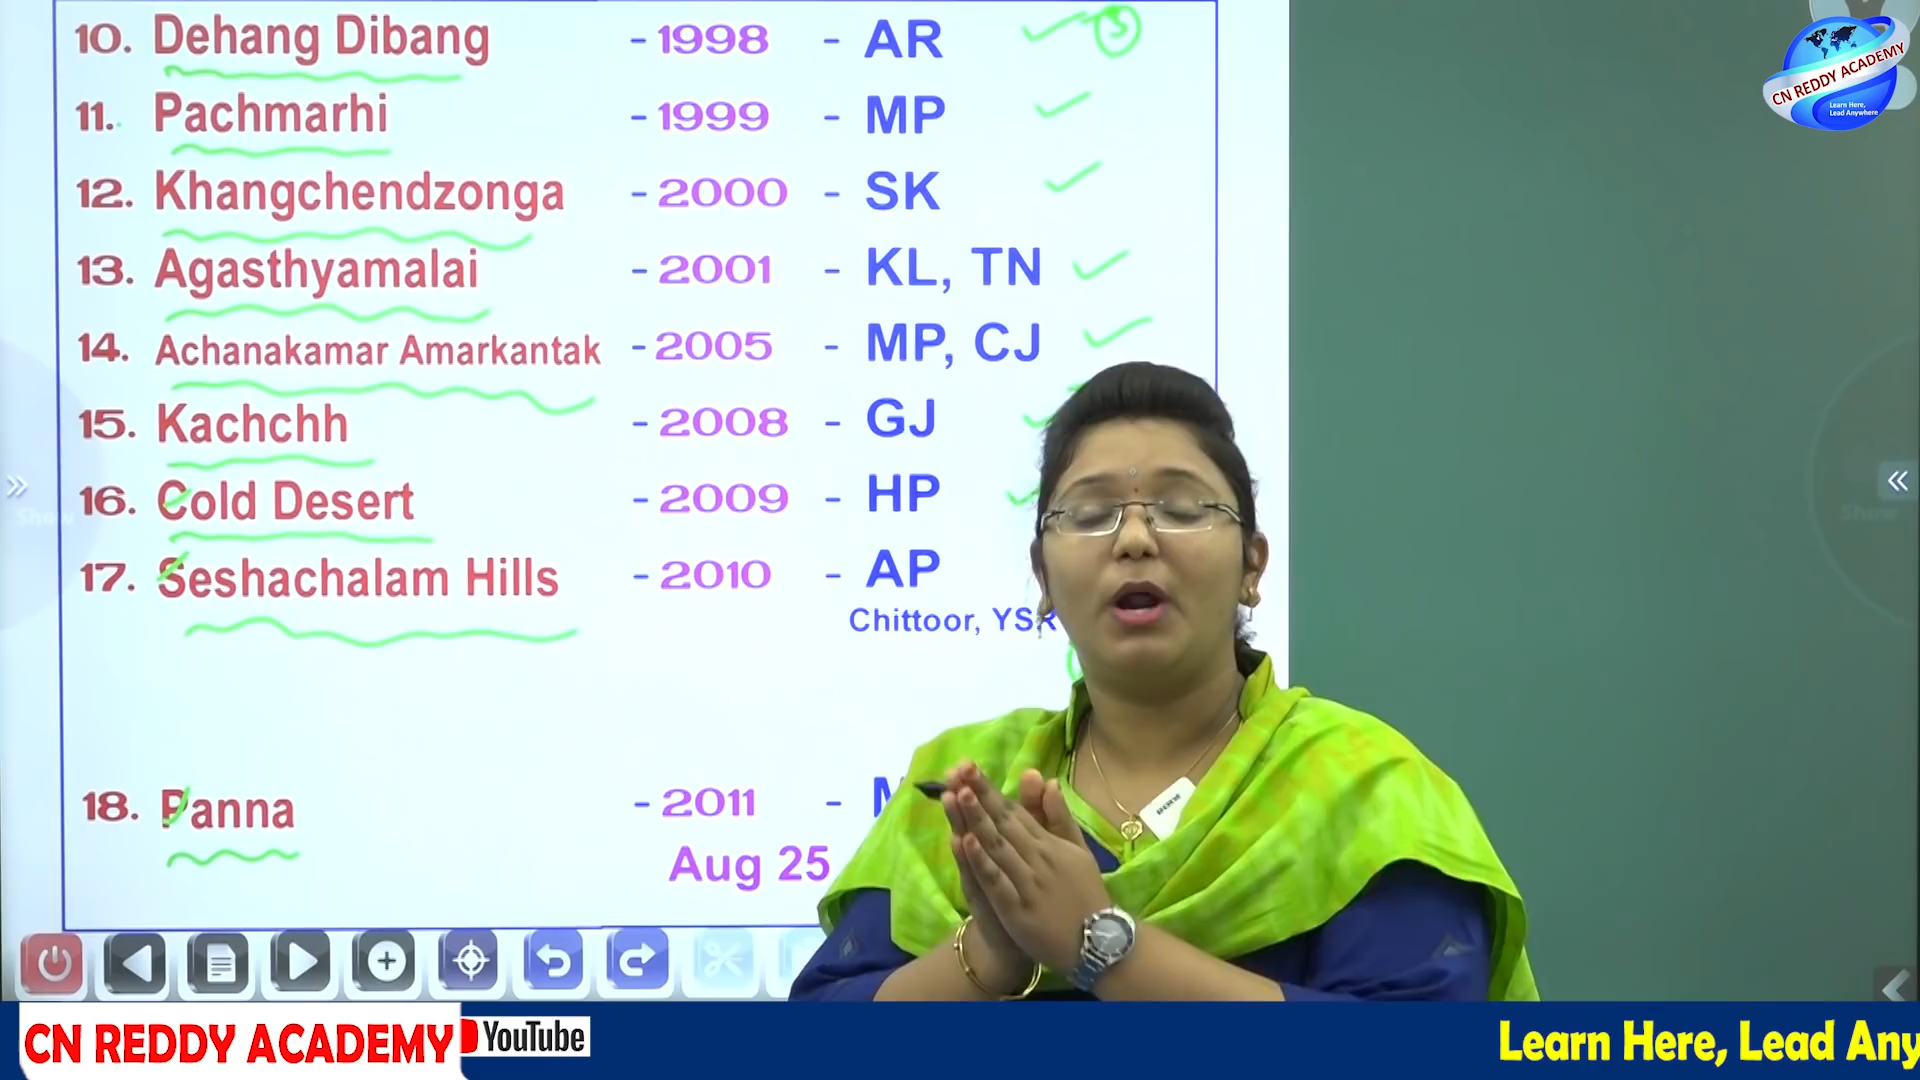 10. Dehang Dibang - 1998 - AR
11. Pachmarhi - 1999 - MP
12. Khangchendzonga - 2000 - SK
13. Agasthyamalai - 2001 - KL, TN
14. Achanakamar Amarkantak - 2005 - MP, CJ
15. Kachchh - 2008 - GJ
16. Cold Desert - 2009 - HP
17. Seshachalam Hills - 2010 - AP
Chittoor, YSR
18. Panna - 2011 -
Aug 25
CN REDDY ACADEMY
Learn Here,
Lead Anywhere
Show
Show
CN REDDY ACADEMY
YouTube
Learn Here, Lead Any